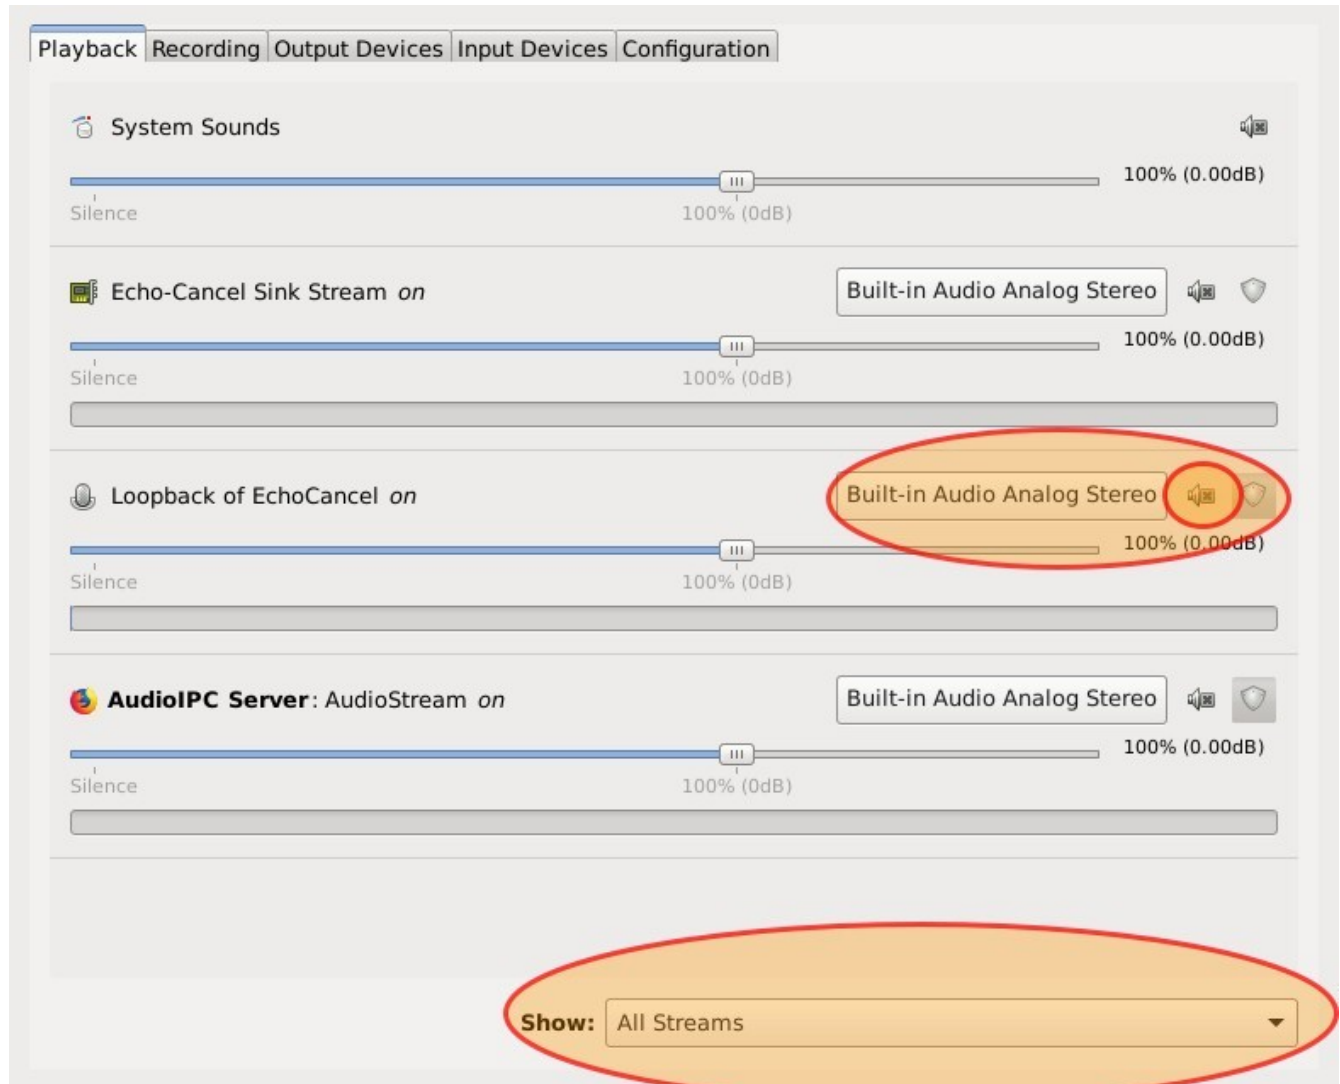 Playback Recording Output Devices Input Devices Configuration
System Sounds
100% (0.00dB)
Silence 100% (0dB)
Echo-Cancel Sink Stream on Built-in Audio Analog Stereo
100% (0.00dB)
Silence 100% (0dB)
Loopback of EchoCancel on Built-in Audio Analog Stereo
100% (0.00dB)
Silence 100% (0dB)
AudioIPC Server: AudioStream on Built-in Audio Analog Stereo
100% (0.00dB)
Silence 100% (0dB)
Show: All Streams